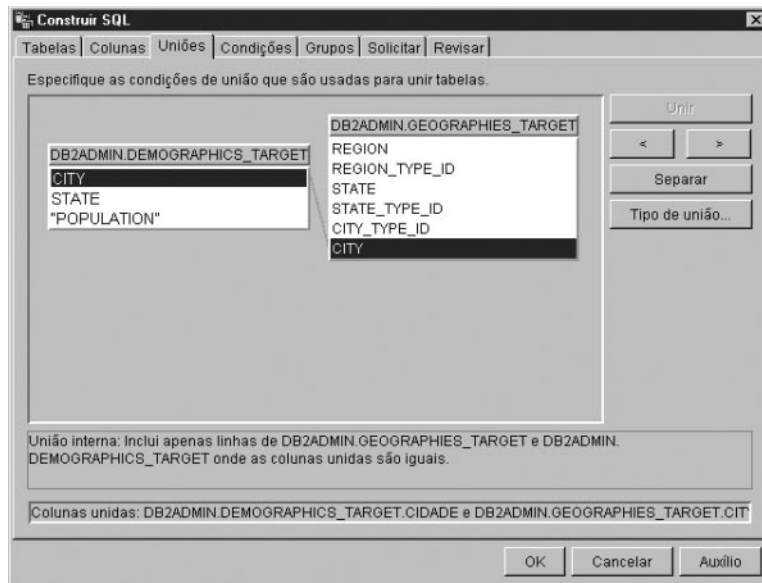 Construir SQL
Tabelas Colunas Uniões Condições Grupos Solicitar Revisar
Especifique as condições de união que são usadas para unir tabelas.
DB2ADMIN.DEMOGRAPHICS_TARGET
CITY
STATE
"POPULATION"
DB2ADMIN.GEOGRAPHIES_TARGET
REGION
REGION_TYPE_ID
STATE
STATE_TYPE_ID
CITY_TYPE_ID
CITY
Unir
< >
Separar
Tipo de união...
União interna: Inclui apenas linhas de DB2ADMIN.GEOGRAPHIES_TARGET e DB2ADMIN.
DEMOGRAPHICS_TARGET onde as colunas unidas são iguais.
Colunas unidas: DB2ADMIN.DEMOGRAPHICS_TARGET.CIDADE e DB2ADMIN.GEOGRAPHIES_TARGET.CIT
OK Cancelar Auxílio